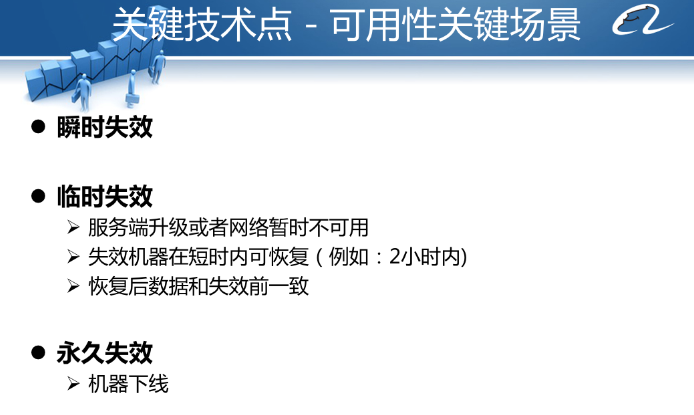 关键技术点 - 可用性关键场景
● 瞬时失效
● 临时失效
➢ 服务端升级或者网络暂时不可用
➢ 失效机器在短时内可恢复（例如：2小时内)
➢ 恢复后数据和失效前一致
● 永久失效
➢ 机器下线